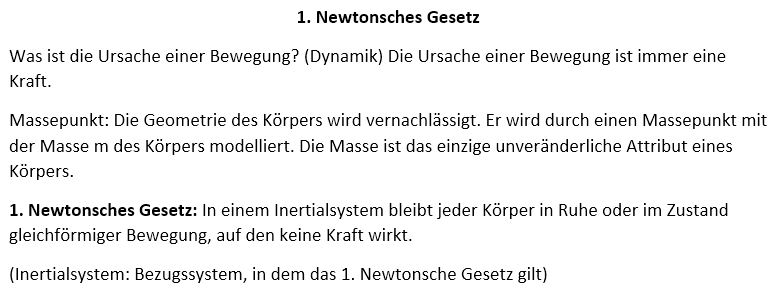 1. Newtonsches Gesetz
Was ist die Ursache einer Bewegung? (Dynamik) Die Ursache einer Bewegung ist immer eine
Kraft.
Massepunkt: Die Geometrie des Körpers wird vernachlässigt. Er wird durch einen Massepunkt mit
der Masse m des Körpers modelliert. Die Masse ist das einzige unveränderliche Attribut eines
Körpers.
1. Newtonsches Gesetz: In einem Inertialsystem bleibt jeder Körper in Ruhe oder im Zustand
gleichförmiger Bewegung, auf den keine Kraft wirkt.
(Inertialsystem: Bezugssystem, in dem das 1. Newtonsche Gesetz gilt)